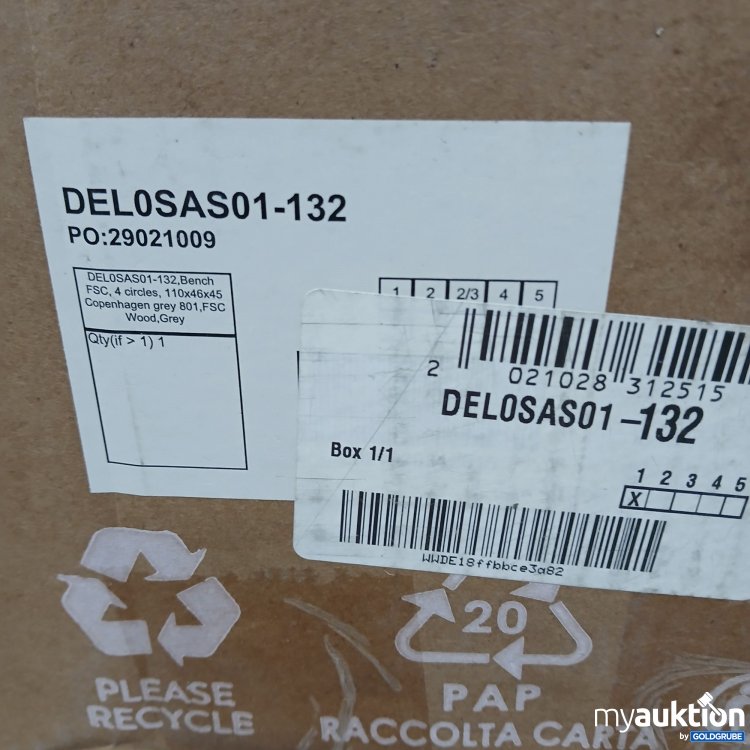 DEL0SAS01-132
PO:29021009
DEL0SAS01-132,Bench
FSC, 4 circles, 110x46x45
Copenhagen grey 801,FSC
Wood,Grey
Qty(if > 1) 1
1 2 2/3 4 5
2 021028 312515
DEL0SAS01-132
Box 1/1
1 2 3 4 5
X
WWDE18ffbbce3a82
PLEASE
RECYCLE
20
PAP
RACCOLTA CARTA
myauktion
by GOLDGRUBE